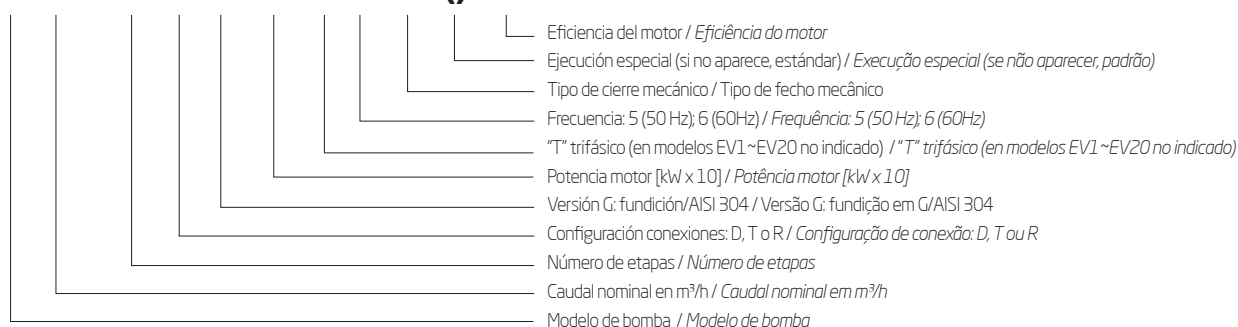 Eficiencia del motor / Eficiência do motor
Ejecución especial (si no aparece, estándar) / Execução especial (se não aparecer, padrão)
Tipo de cierre mecánico / Tipo de fecho mecânico
Frecuencia: 5 (50 Hz); 6 (60Hz) / Frequência: 5 (50 Hz); 6 (60Hz)
"T" trifásico (en modelos EV1~EV20 no indicado) / "T" trifásico (en modelos EV1~EV20 no indicado)
Potencia motor [kW x 10] / Potência motor [kW x 10]
Versión G: fundición/AISI 304 / Versão G: fundição em G/AISI 304
Configuración conexiones: D, T o R / Configuração de conexão: D, T ou R
Número de etapas / Número de etapas
Caudal nominal en m³/h / Caudal nominal em m³/h
Modelo de bomba / Modelo de bomba